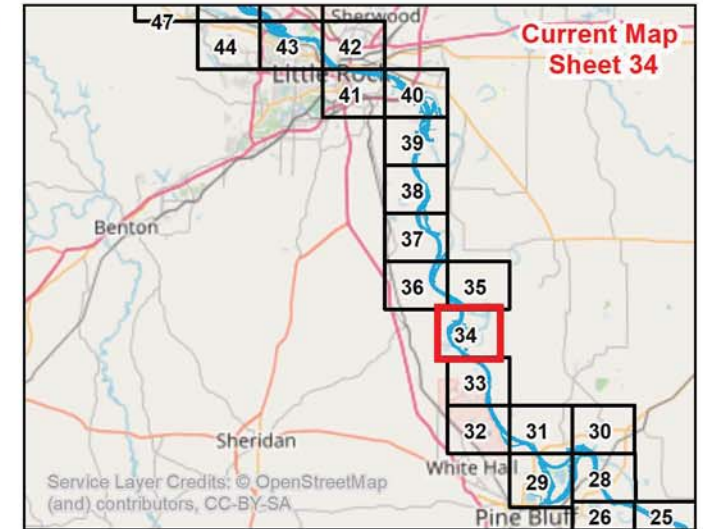 Sherwood
47
44
43
42
Current Map
Sheet 34
Little Rock
41
40
39
38
Benton
37
36
35
34
33
Sheridan
32
31
30
White Hall
Service Layer Credits: © OpenStreetMap
(and) contributors, CC-BY-SA
29
28
Pine Bluff
26
25